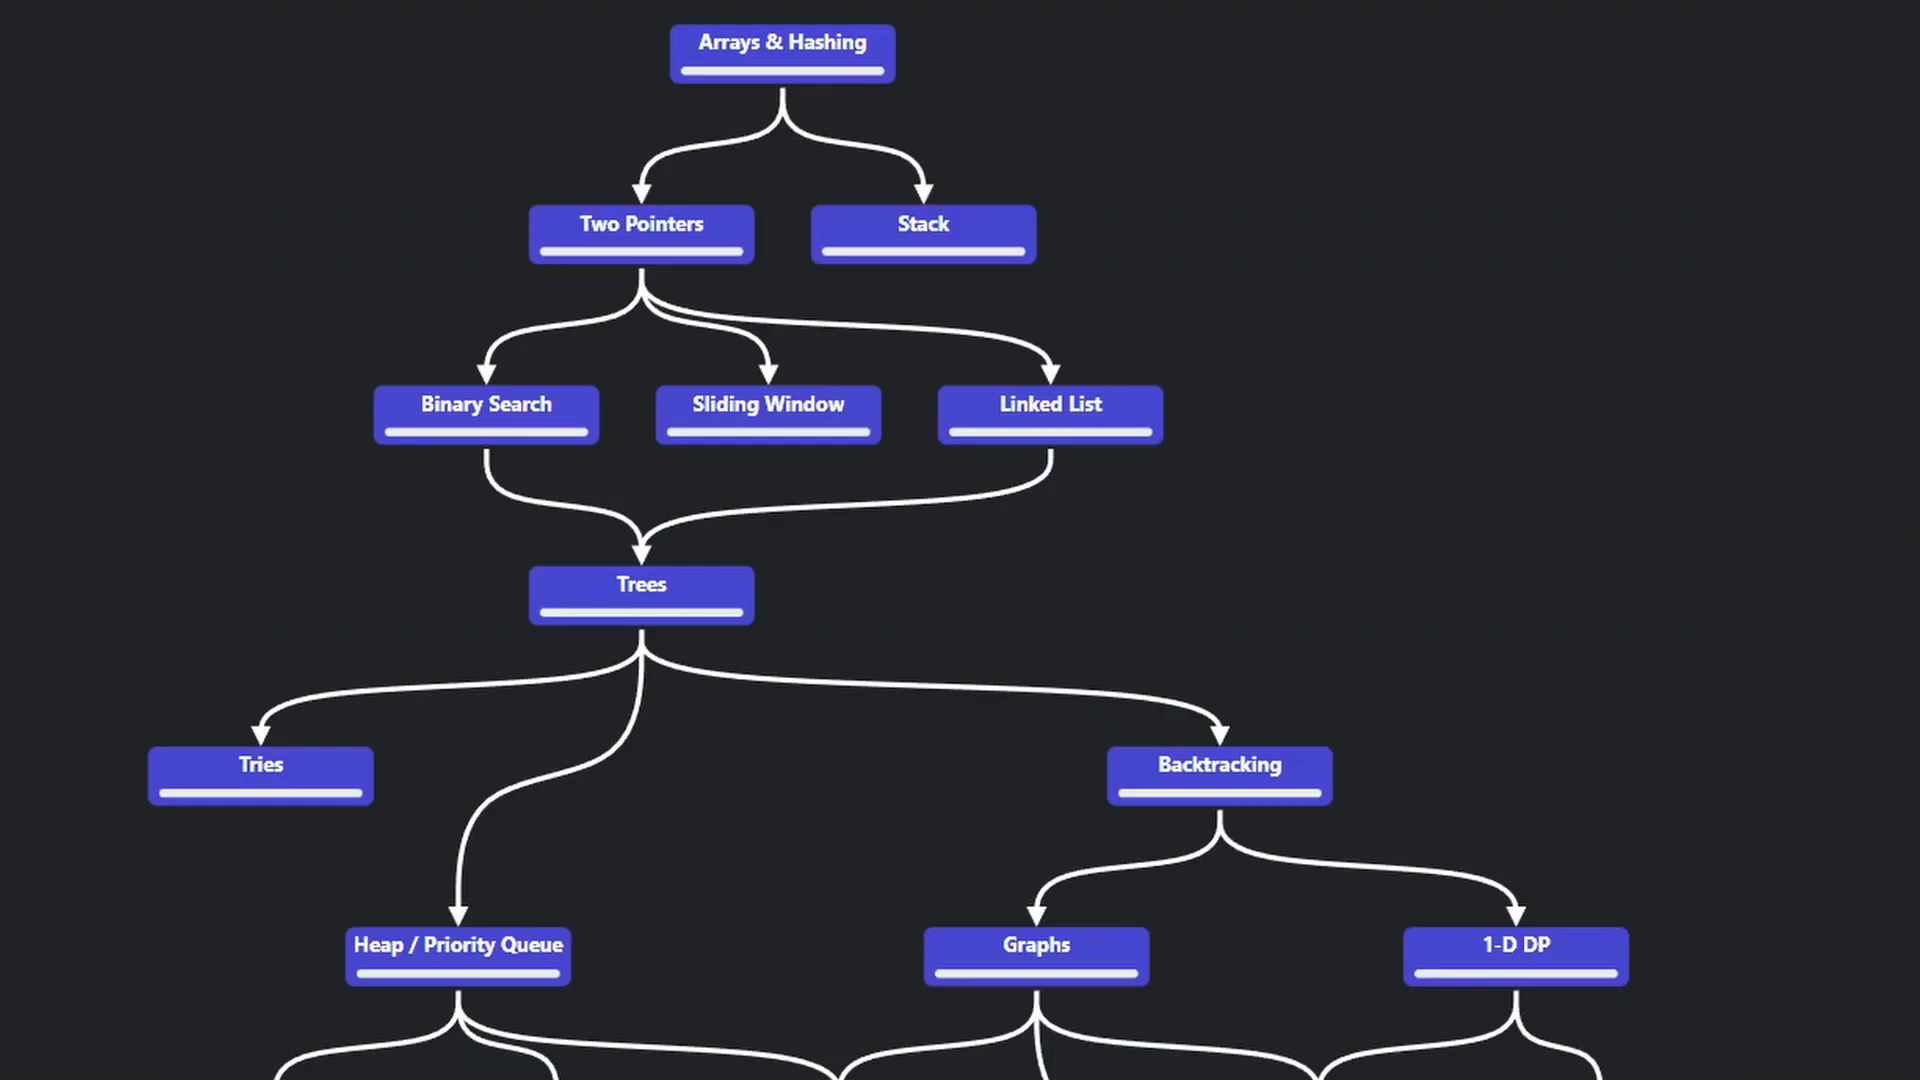 Arrays & Hashing
Two Pointers
Stack
Binary Search
Sliding Window
Linked List
Trees
Tries
Backtracking
Heap / Priority Queue
Graphs
1-D DP